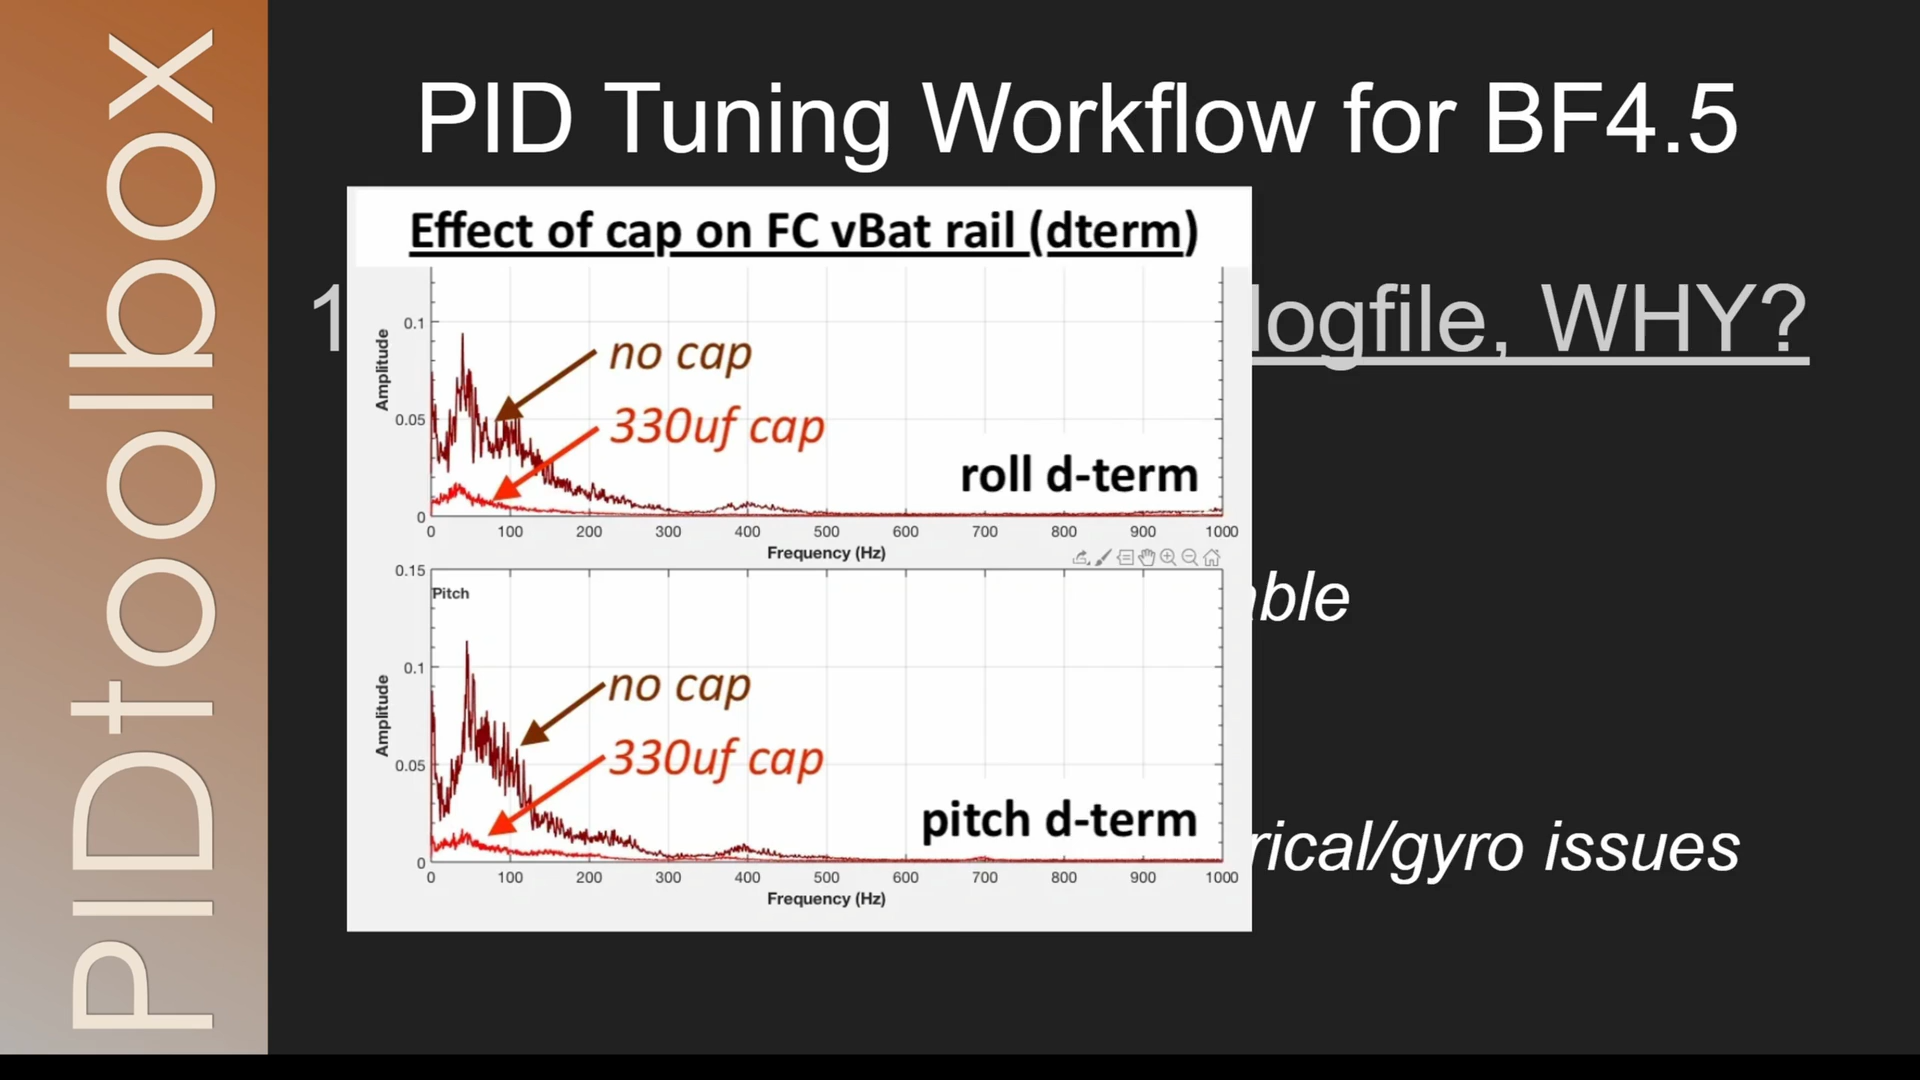 PIDtoolbox
PID Tuning Workflow for BF4.5
1
logfile, WHY?
Effect of cap on FC vBat rail (dterm)
0.1
0.05
0
Amplitude
no cap
330uf cap
roll d-term
0 100 200 300 400 500 600 700 800 900 1000
Frequency (Hz)
0.15
0.1
0.05
0
Pitch
Amplitude
no cap
330uf cap
pitch d-term
0 100 200 300 400 500 600 700 800 900 1000
Frequency (Hz)
rical/gyro issues